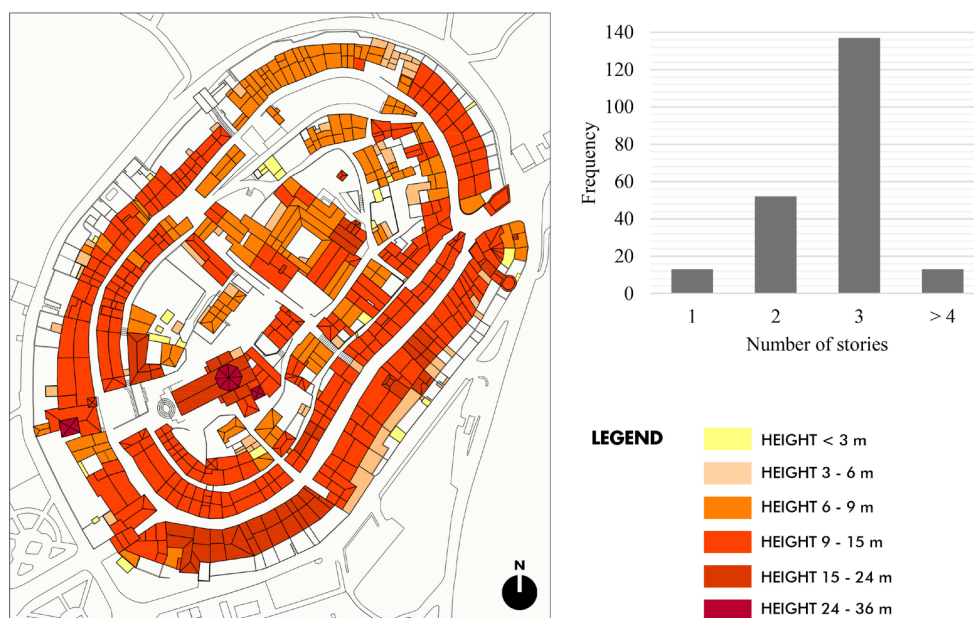 140
120
100
80
60
40
20
0
Frequency
1 2 3 > 4
Number of stories
LEGEND
HEIGHT < 3 m
HEIGHT 3 - 6 m
HEIGHT 6 - 9 m
HEIGHT 9 - 15 m
HEIGHT 15 - 24 m
HEIGHT 24 - 36 m
N